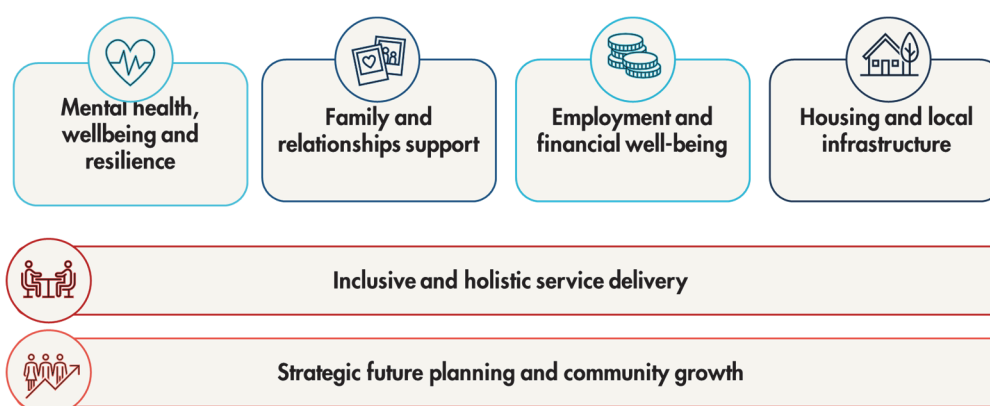 Mental health,
wellbeing and
resilience
Family and
relationships support
Employment and
financial well-being
Housing and local
infrastructure
Inclusive and holistic service delivery
Strategic future planning and community growth